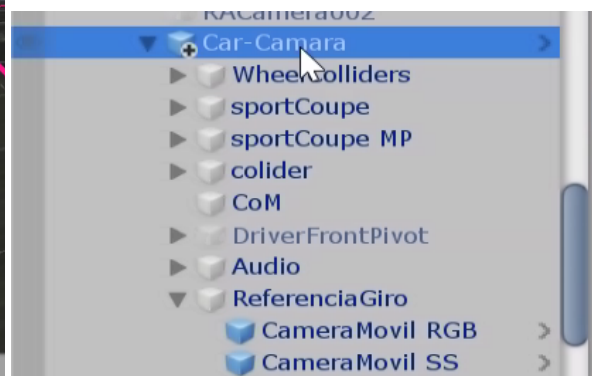 RACamera002
Car-Camara
WheelColliders
sportCoupe
sportCoupe MP
colider
CoM
DriverFrontPivot
Audio
ReferenciaGiro
CameraMovil RGB
CameraMovil SS